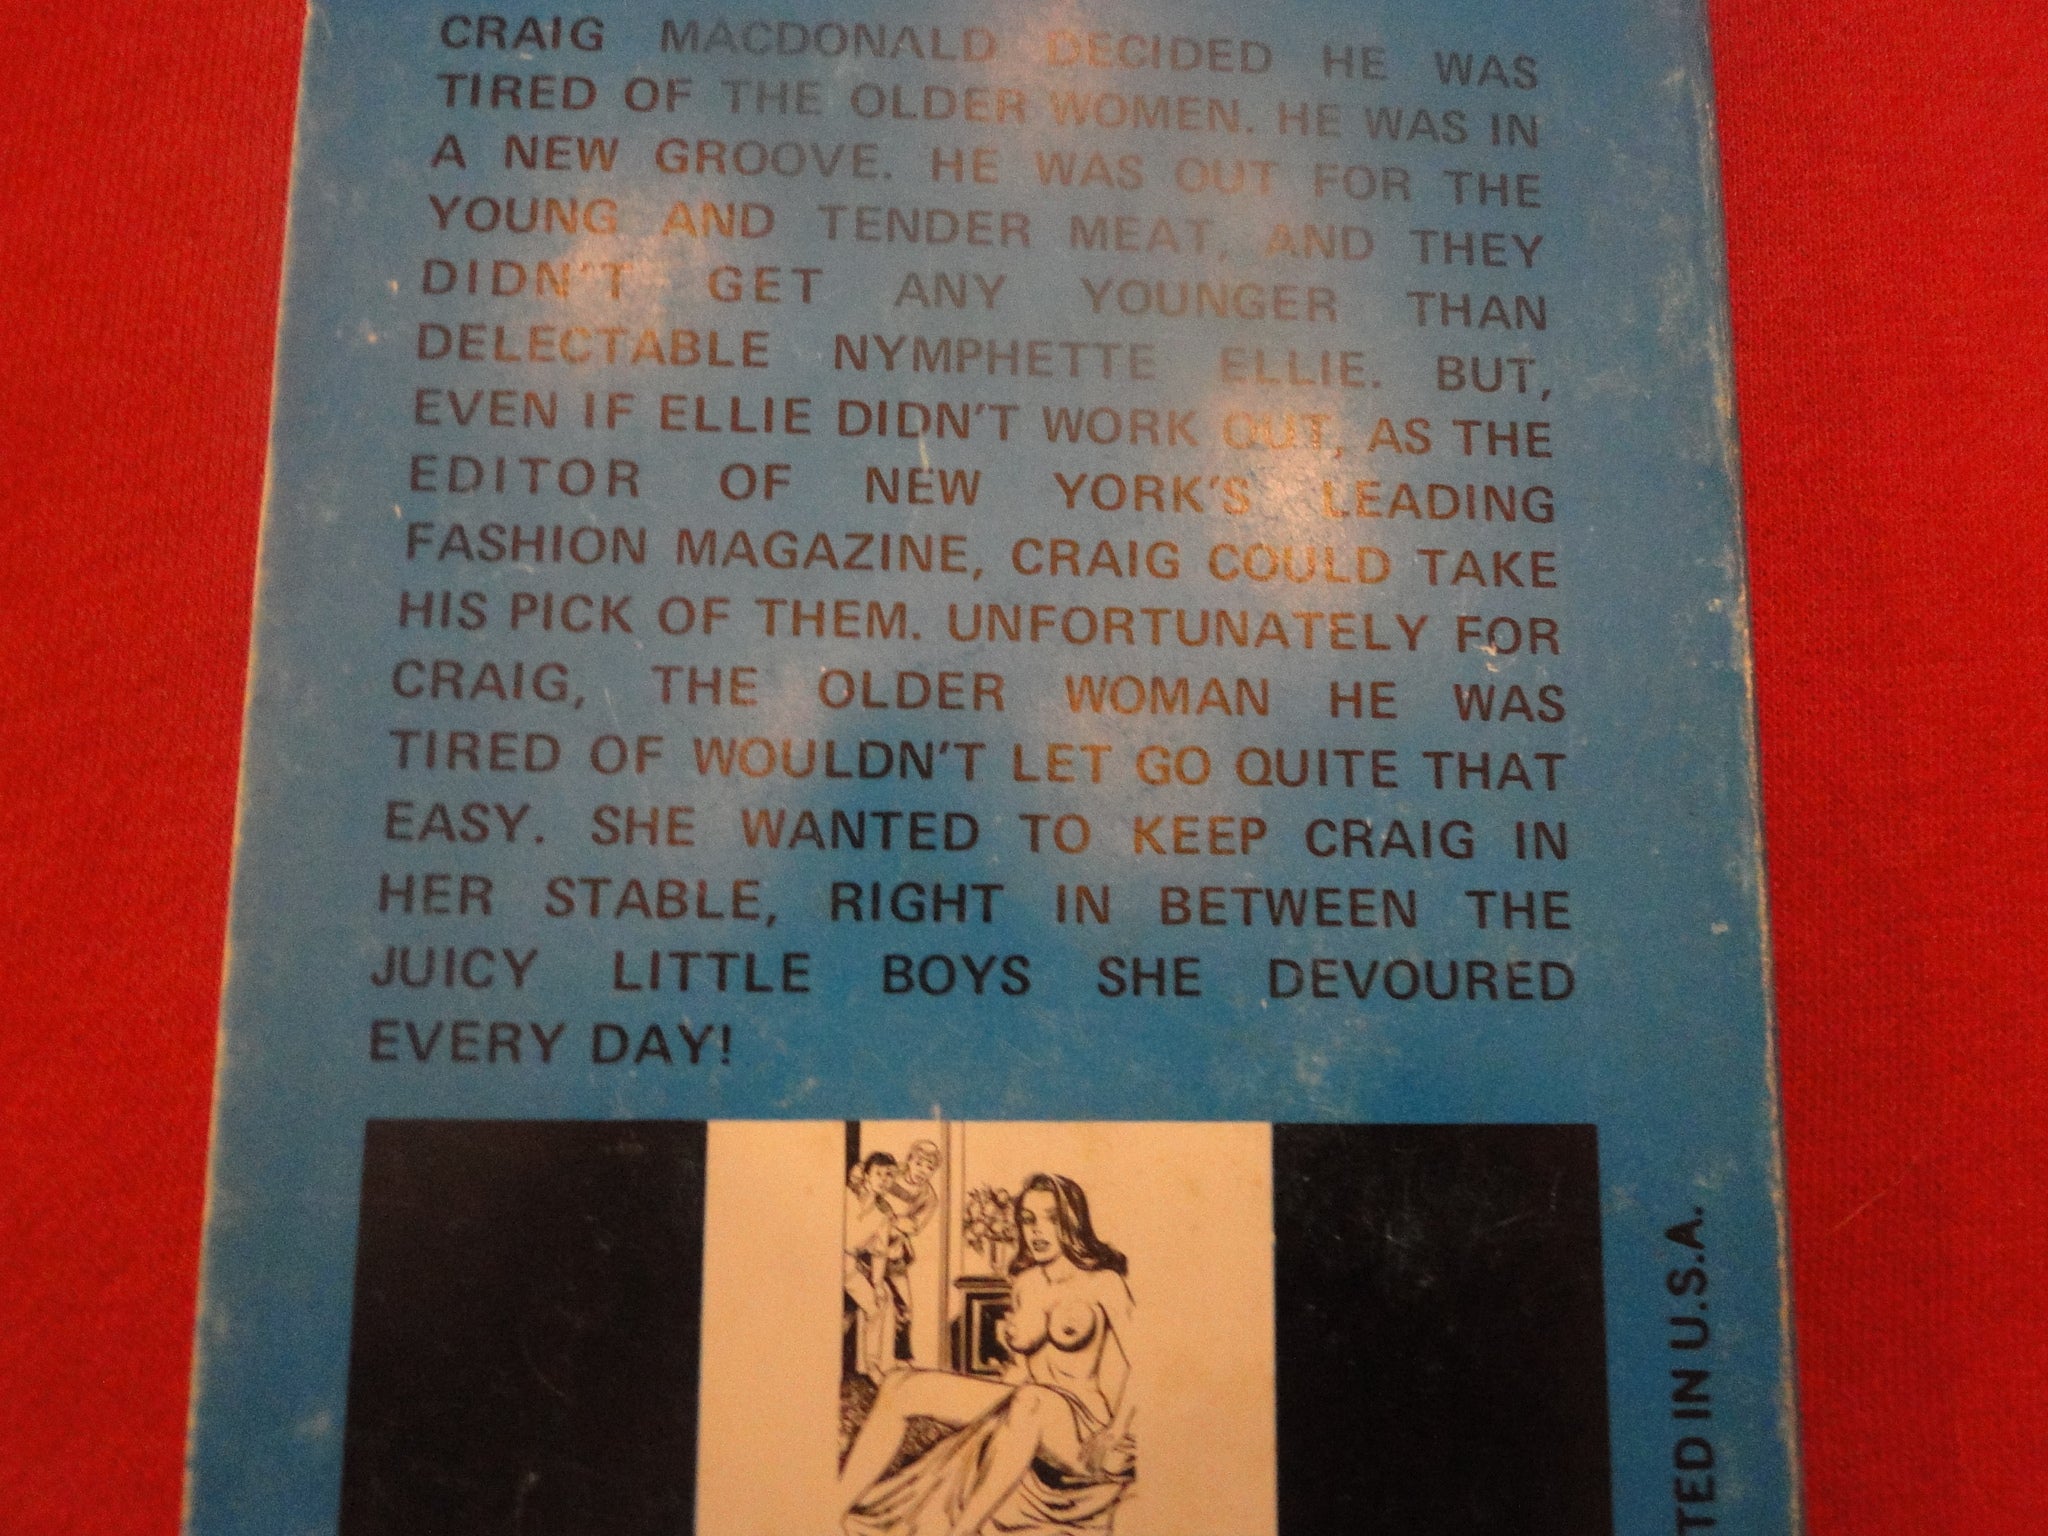 CRAIG MACDONALD DECIDED HE WAS
TIRED OF THE OLDER WOMEN. HE WAS IN
A NEW GROOVE. HE WAS OUT FOR THE
YOUNG AND TENDER MEAT, AND THEY
DIDN'T GET ANY YOUNGER THAN
DELECTABLE NYMPHETTE ELLIE. BUT,
EVEN IF ELLIE DIDN'T WORK OUT, AS THE
EDITOR OF NEW YORK'S LEADING
FASHION MAGAZINE, CRAIG COULD TAKE
HIS PICK OF THEM. UNFORTUNATELY FOR
CRAIG, THE OLDER WOMAN HE WAS
TIRED OF WOULDN'T LET GO QUITE THAT
EASY. SHE WANTED TO KEEP CRAIG IN
HER STABLE, RIGHT IN BETWEEN THE
JUICY LITTLE BOYS SHE DEVOURED
EVERY DAY!
TED IN U.S.A.